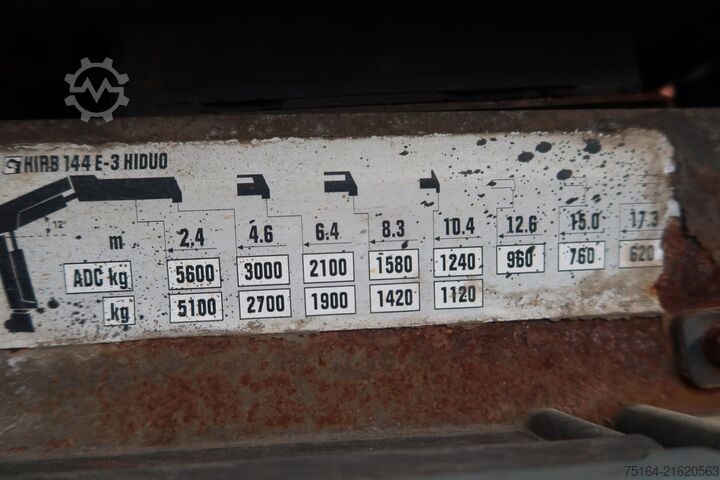 HIAB 144 E-3 HIDUO
12°
m 2,4 4.6 6.4 8.3 10.4 12.6 15.0 17.3
ADC kg 5600 3000 2100 1580 1240 960 760 620
kg 5100 2700 1900 1420 1120
75164-21620563